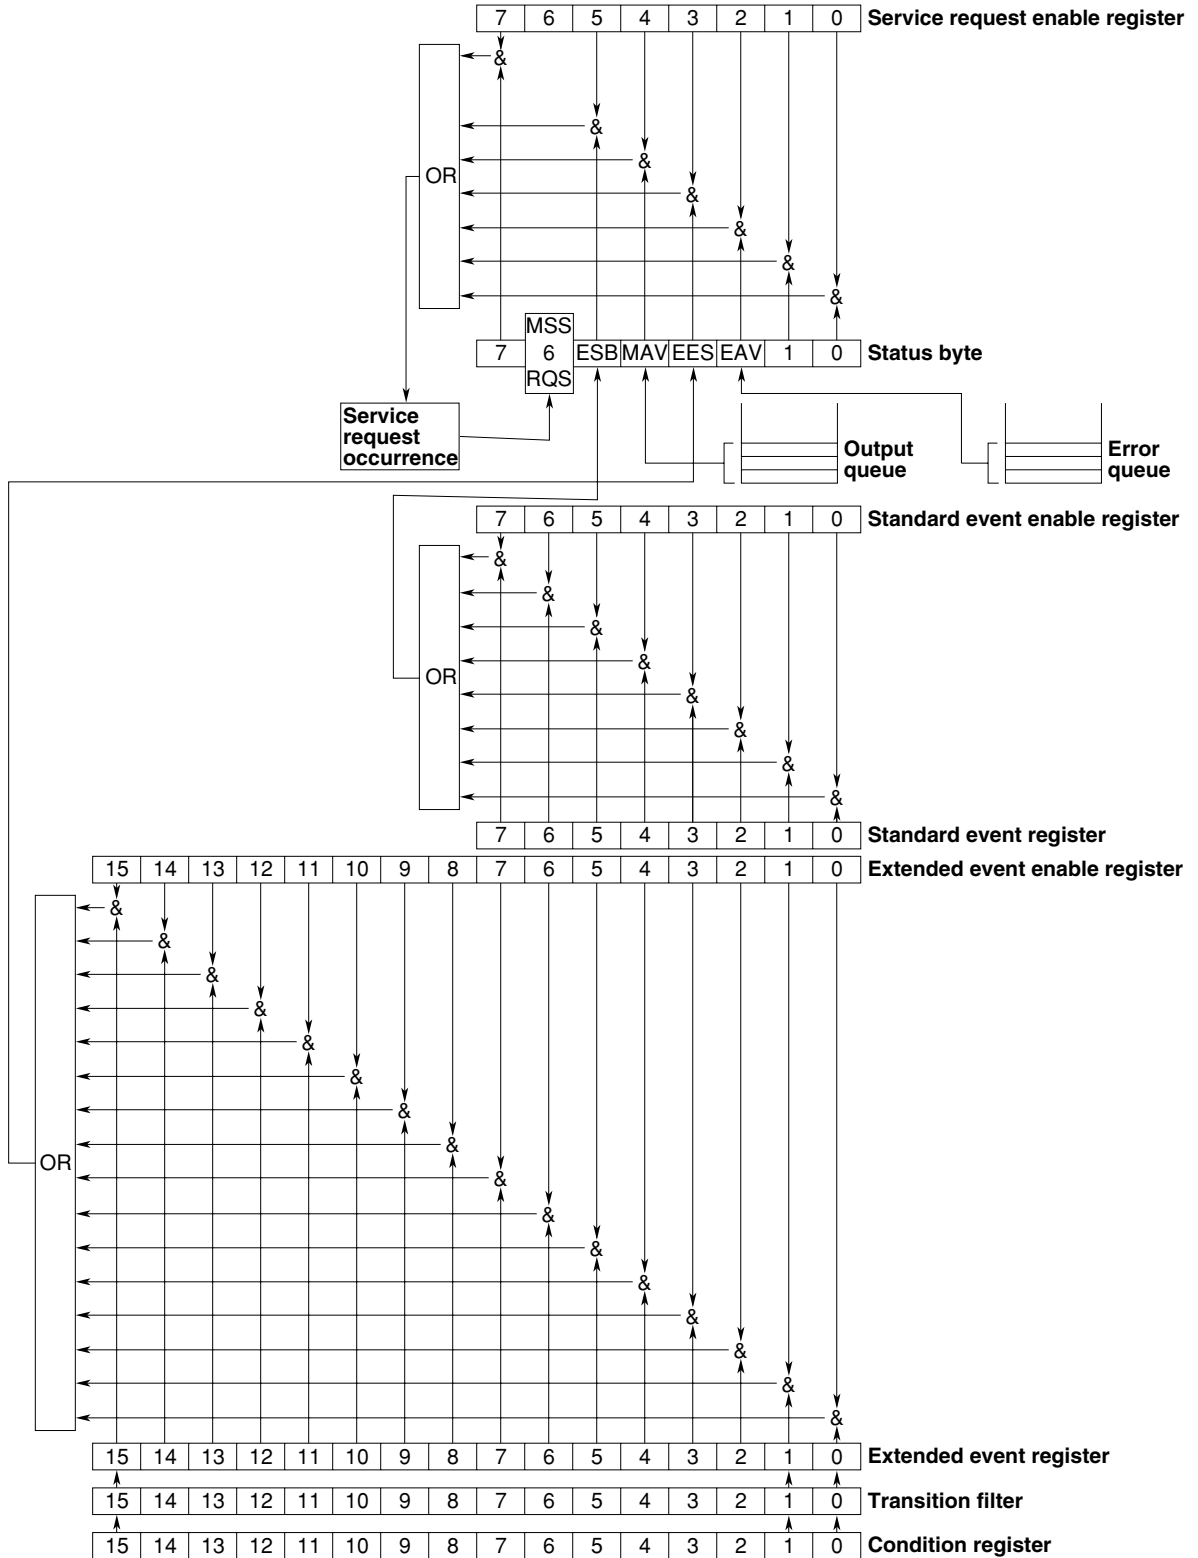 7 6 5 4 3 2 1 0 Service request enable register
&
&
&
OR
&
&
&
&
MSS
7 6 ESB MAV EES EAV 1 0 Status byte
RQS
Service
request
occurrence
Output
queue
Error
queue
7 6 5 4 3 2 1 0 Standard event enable register
&
&
&
&
OR
&
&
&
&
7 6 5 4 3 2 1 0 Standard event register
15 14 13 12 11 10 9 8 7 6 5 4 3 2 1 0 Extended event enable register
&
&
&
&
&
&
&
&
OR
&
&
&
&
&
&
&
&
15 14 13 12 11 10 9 8 7 6 5 4 3 2 1 0 Extended event register
15 14 13 12 11 10 9 8 7 6 5 4 3 2 1 0 Transition filter
15 14 13 12 11 10 9 8 7 6 5 4 3 2 1 0 Condition register